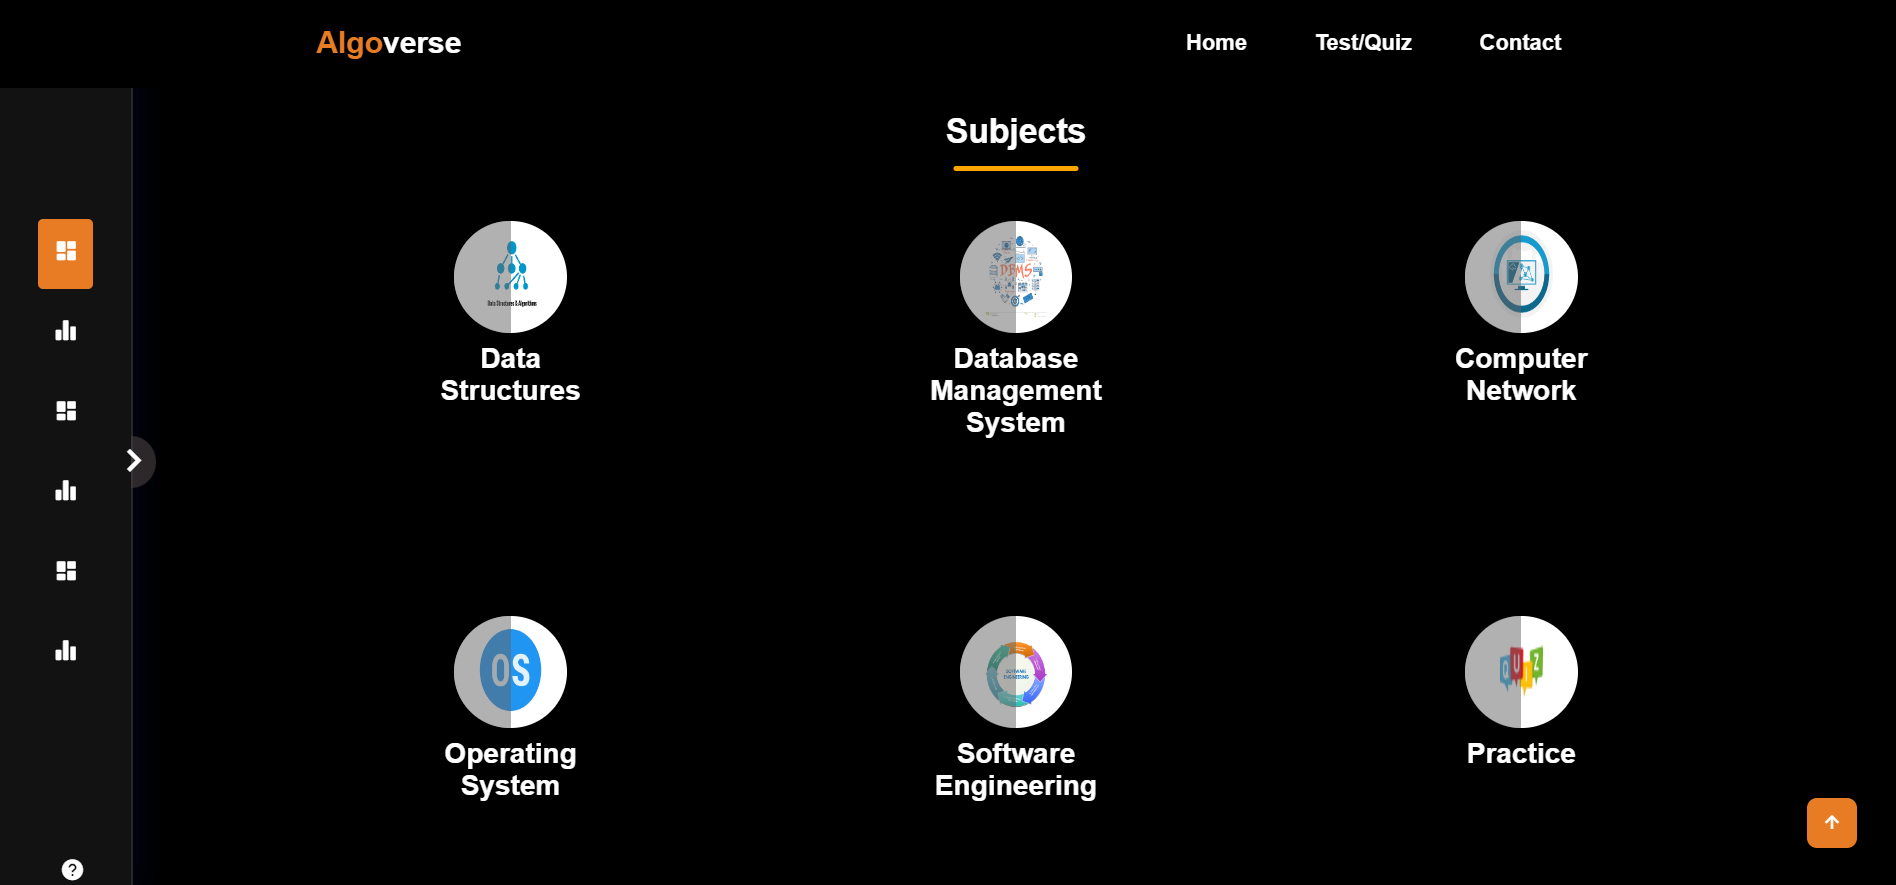 Algoverse
Home
Test/Quiz
Contact
Subjects
Data Structures & Algorithms
DBMS
Data
Structures
Database
Management
System
Computer
Network
OS
SOFTWARE
ENGINEERING
QUIZ
Operating
System
Software
Engineering
Practice
?